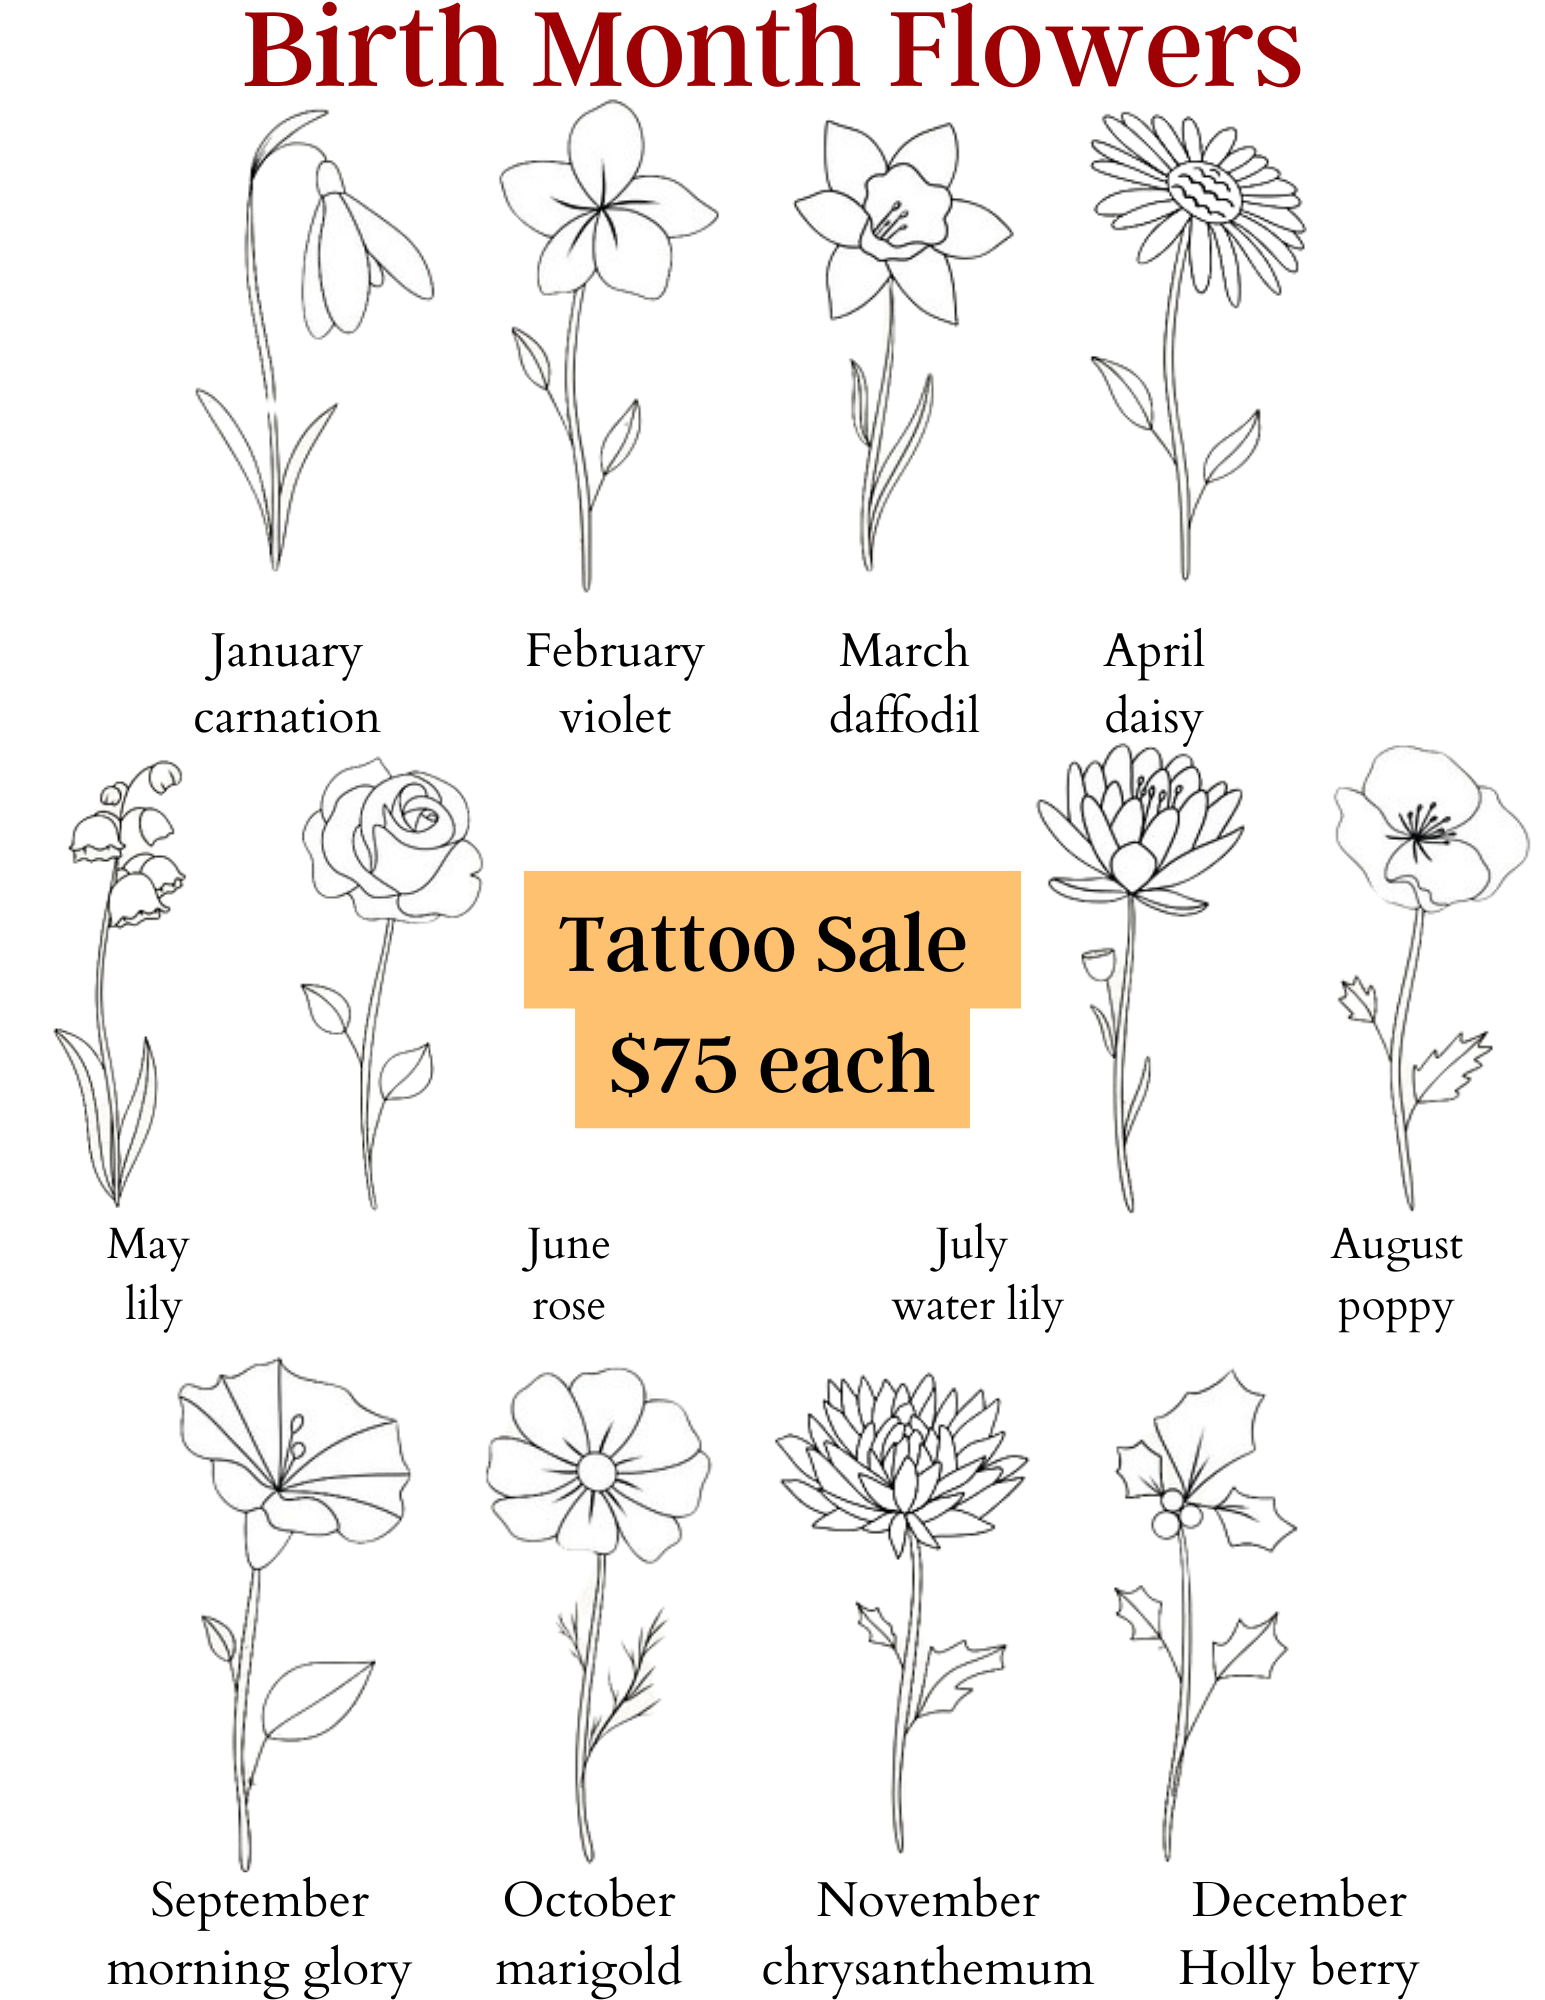 Birth Month Flowers
January
carnation
February
violet
March
daffodil
April
daisy
Tattoo Sale
$75 each
May
lily
June
rose
July
water lily
August
poppy
September
morning glory
October
marigold
November
chrysanthemum
December
Holly berry